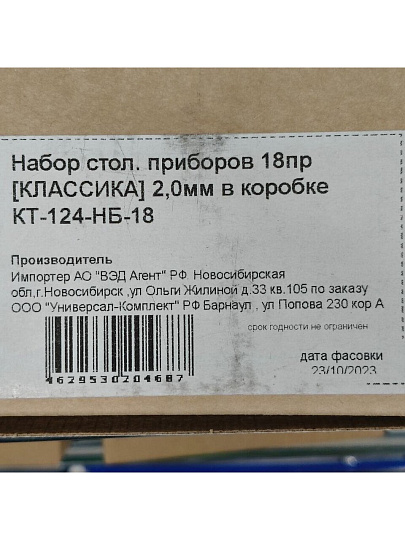 Набор стол. приборов 18пр
[КЛАССИКА] 2,0мм в коробке
КТ-124-НБ-18
Производитель
Импортер АО "ВЭД Агент" РФ, Новосибирская
обл,г.Новосибирск ,ул Ольги Жилиной д.33 кв.105 по заказу
ООО "Универсал-Комплект" РФ Барнаул , ул Попова 230 кор А
срок годности не ограничен
дата фасовки
23/10/2023
4629530204687